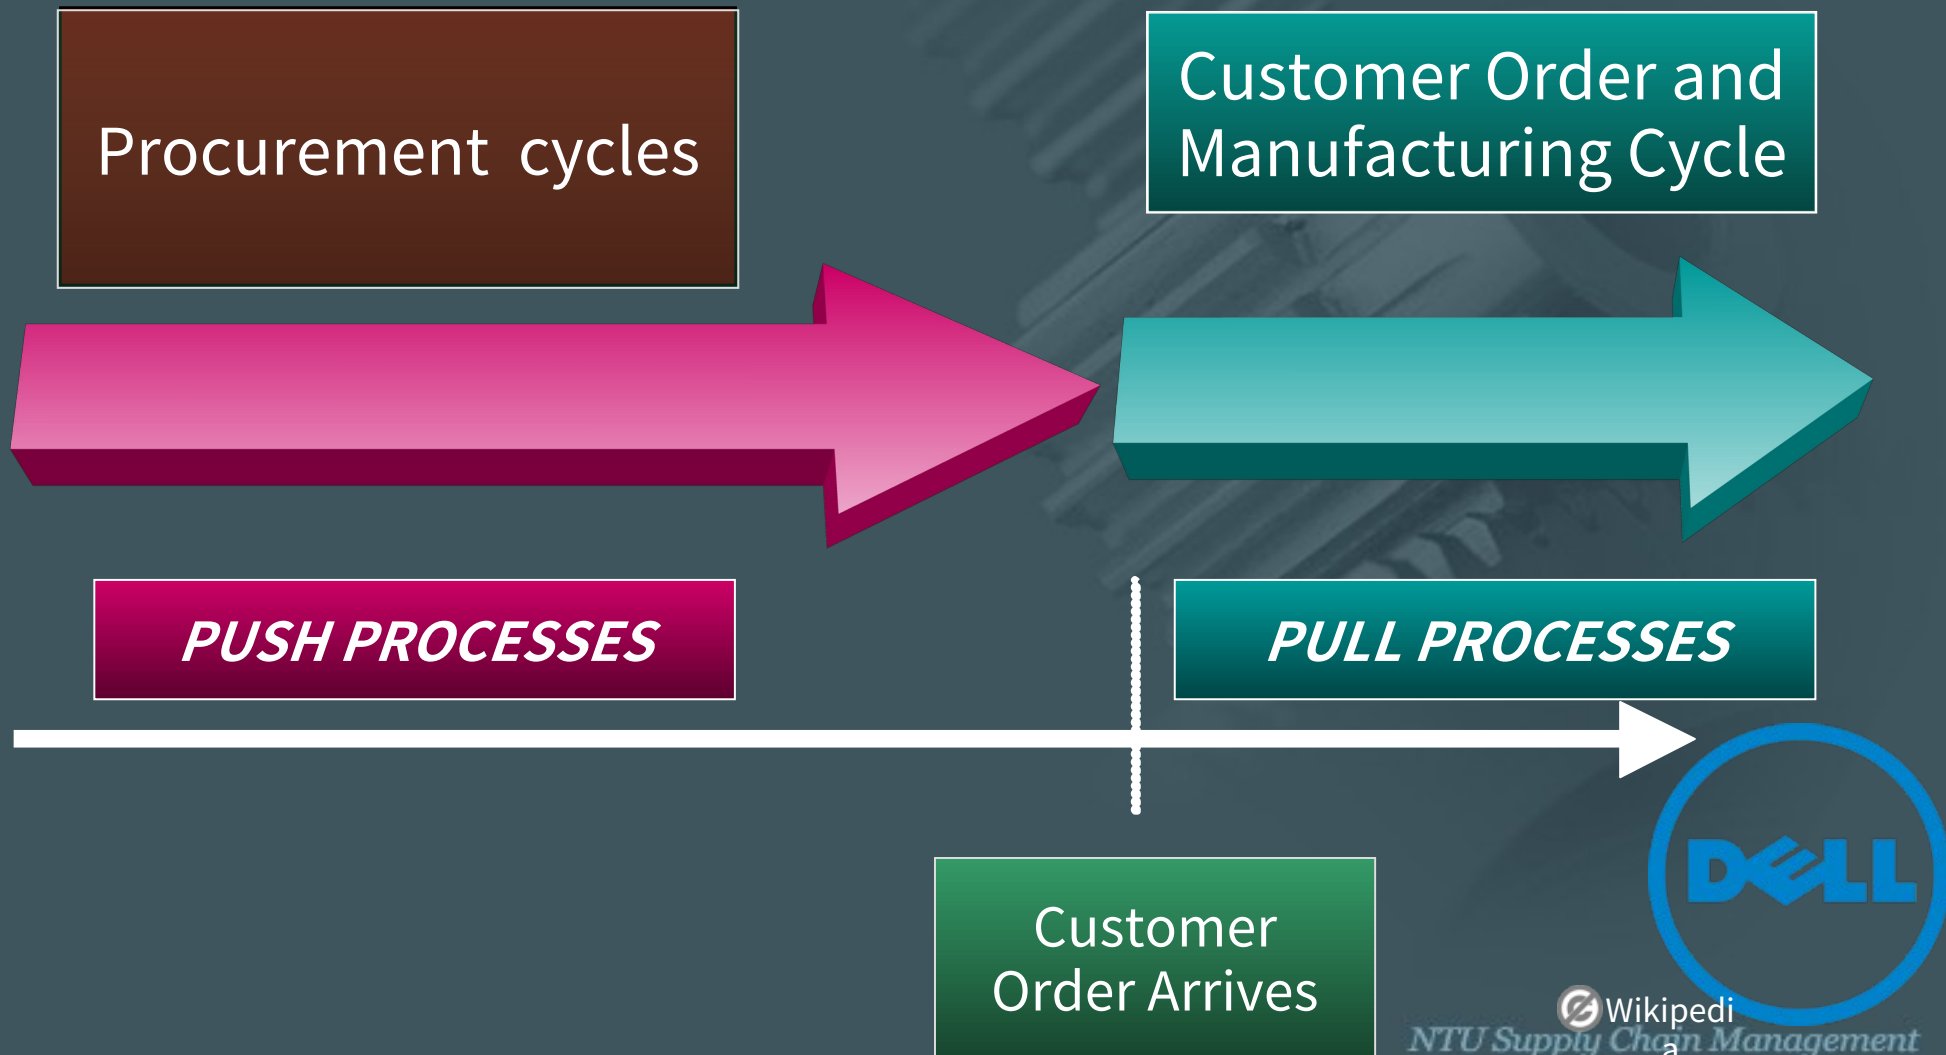 Procurement cycles
Customer Order and
Manufacturing Cycle
PUSH PROCESSES
PULL PROCESSES
DELL
Customer
Order Arrives
Wikipedi
a
NTU Supply Chain Management